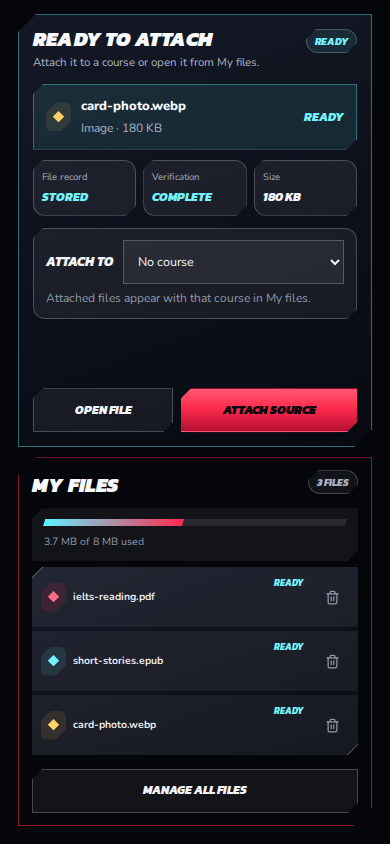 READY TO ATTACH
READY
Attach it to a course or open it from My files.
card-photo.webp
Image · 180 KB
READY
File record
STORED
Verification
COMPLETE
Size
180 KB
ATTACH TO
No course
Attached files appear with that course in My files.
OPEN FILE
ATTACH SOURCE
MY FILES
3 FILES
3.7 MB of 8 MB used
ielts-reading.pdf
READY
short-stories.epub
READY
card-photo.webp
READY
MANAGE ALL FILES